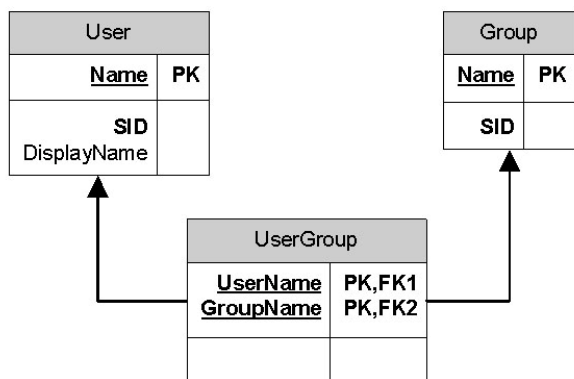 User
Name PK
SID
DisplayName
Group
Name PK
SID
UserGroup
UserName PK,FK1
GroupName PK,FK2